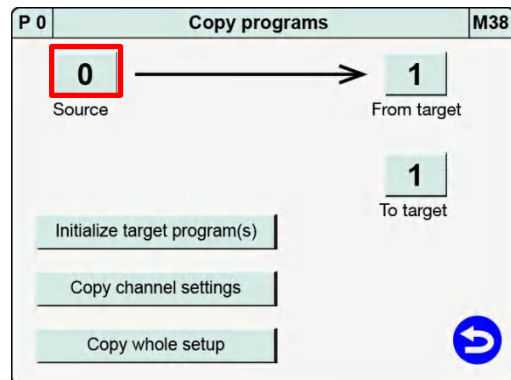 P 0 Copy programs M38
0 1
Source From target
1
To target
Initialize target program(s)
Copy channel settings
Copy whole setup